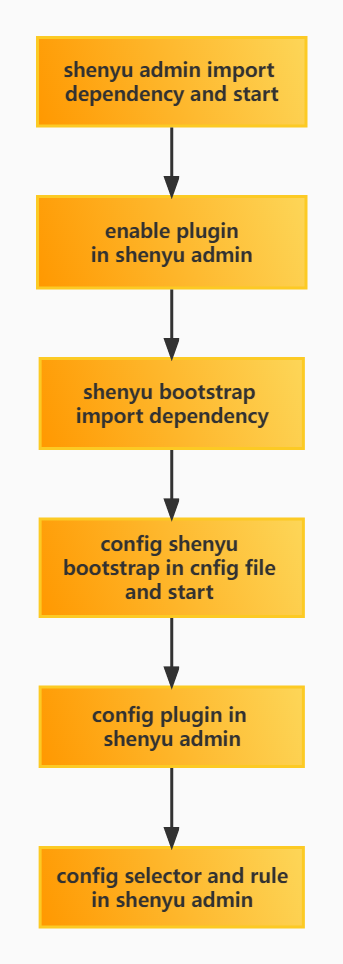 shenyu admin import
dependency and start
enable plugin
in shenyu admin
shenyu bootstrap
import dependency
config shenyu
bootstrap in cnfig file
and start
config plugin in
shenyu admin
config selector and rule
in shenyu admin